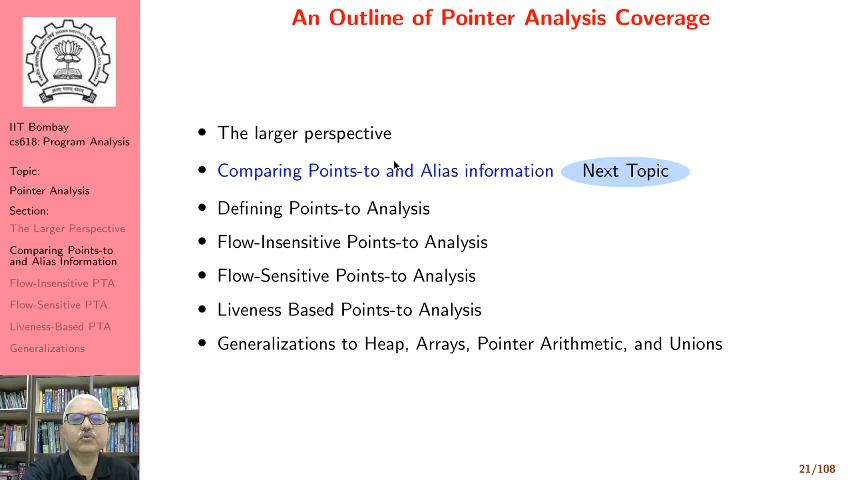 An Outline of Pointer Analysis Coverage
IIT Bombay
cs618: Program Analysis
Topic:
Pointer Analysis
Section:
The Larger Perspective
Comparing Points-to
and Alias Information
Flow-Insensitive PTA
Flow-Sensitive PTA
Liveness-Based PTA
Generalizations
• The larger perspective
• Comparing Points-to and Alias information Next Topic
• Defining Points-to Analysis
• Flow-Insensitive Points-to Analysis
• Flow-Sensitive Points-to Analysis
• Liveness Based Points-to Analysis
• Generalizations to Heap, Arrays, Pointer Arithmetic, and Unions
21/108